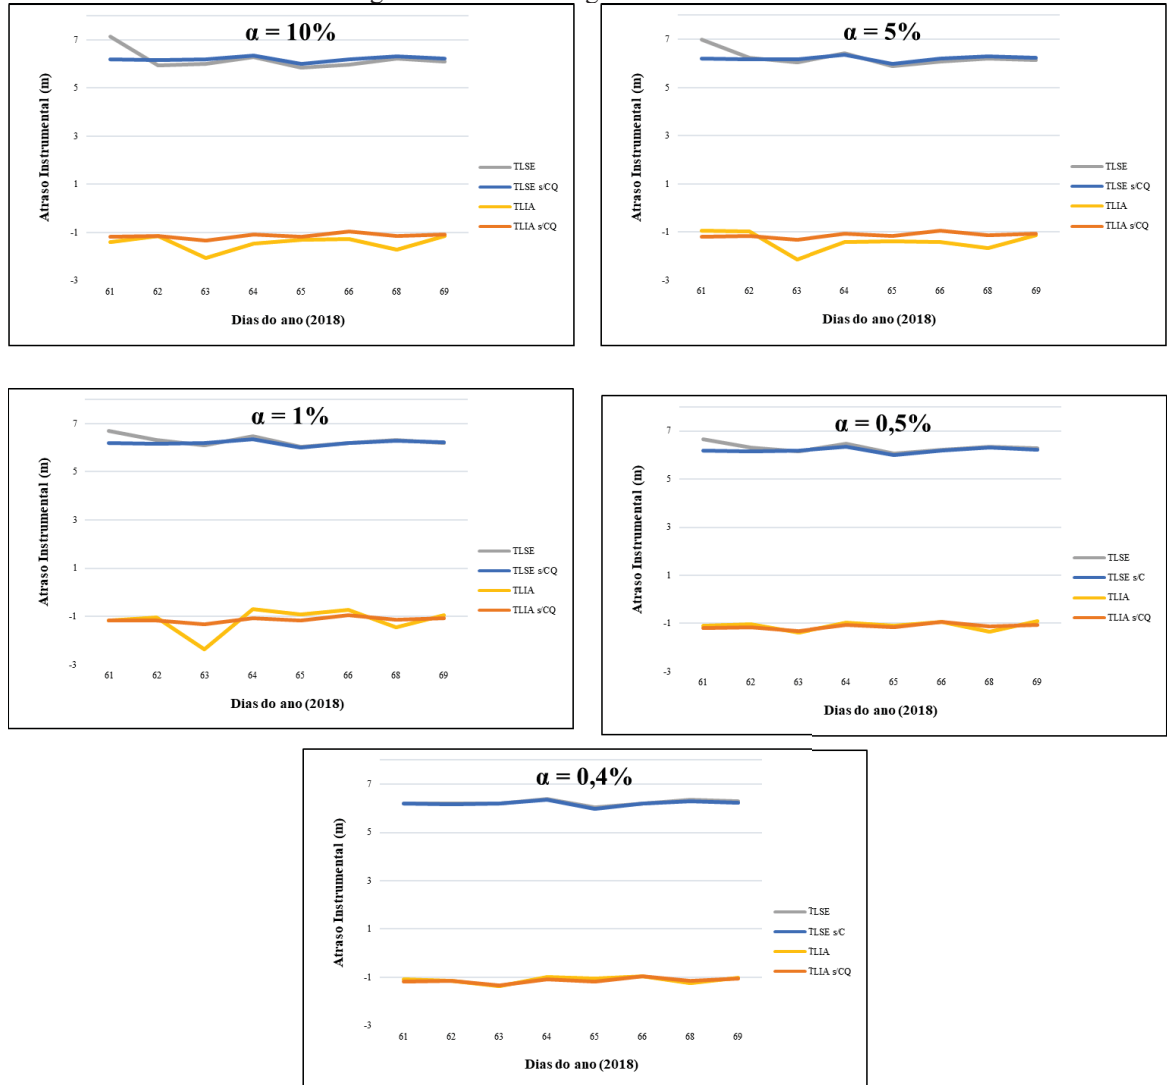 α = 10%
Atraso Instrumental (m)
7
5
3
1
-1
-3
61 62 63 64 65 66 68 69
Dias do ano (2018)
TLSE
TLSE s/CQ
TLIA
TLIA s/CQ
α = 5%
Atraso Instrumental (m)
7
5
3
1
-1
-3
61 62 63 64 65 66 68 69
Dias do ano (2018)
TLSE
TLSE s/CQ
TLIA
TLIA s/CQ
α = 1%
Atraso Instrumental (m)
7
5
3
1
-1
-3
61 62 63 64 65 66 68 69
Dias do ano (2018)
TLSE
TLSE s/CQ
TLIA
TLIA s/CQ
α = 0,5%
Atraso Instrumental (m)
7
5
3
1
-1
-3
61 62 63 64 65 66 68 69
Dias do ano (2018)
TLSE
TLSE s/C
TLIA
TLIA s/CQ
α = 0,4%
Atraso Instrumental (m)
7
5
3
1
-1
-3
61 62 63 64 65 66 68 69
Dias do ano (2018)
TLSE
TLSE s/C
TLIA
TLIA s/CQ